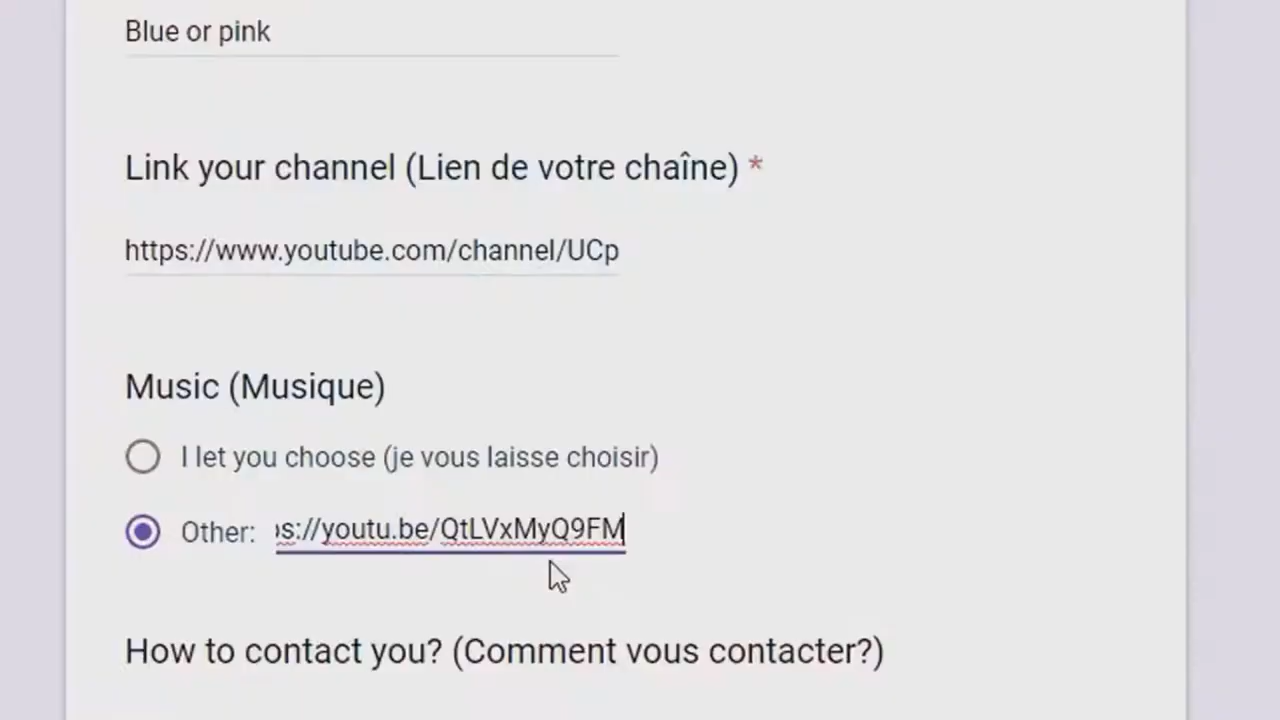 Blue or pink
Link your channel (Lien de votre chaîne) *
https://www.youtube.com/channel/UCp
Music (Musique)
I let you choose (je vous laisse choisir)
Other: s://youtu.be/QtLVxMyQ9FM
How to contact you? (Comment vous contacter?)